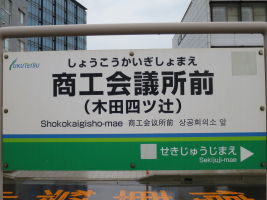 FUKUTETSU
しょうこうかいぎしょまえ
商工会議所前
(木田四ツ辻)
Shokokaigisho-mae 商工会议所前 상공회의소 앞
せきじゅうじまえ
Sekijuji-mae